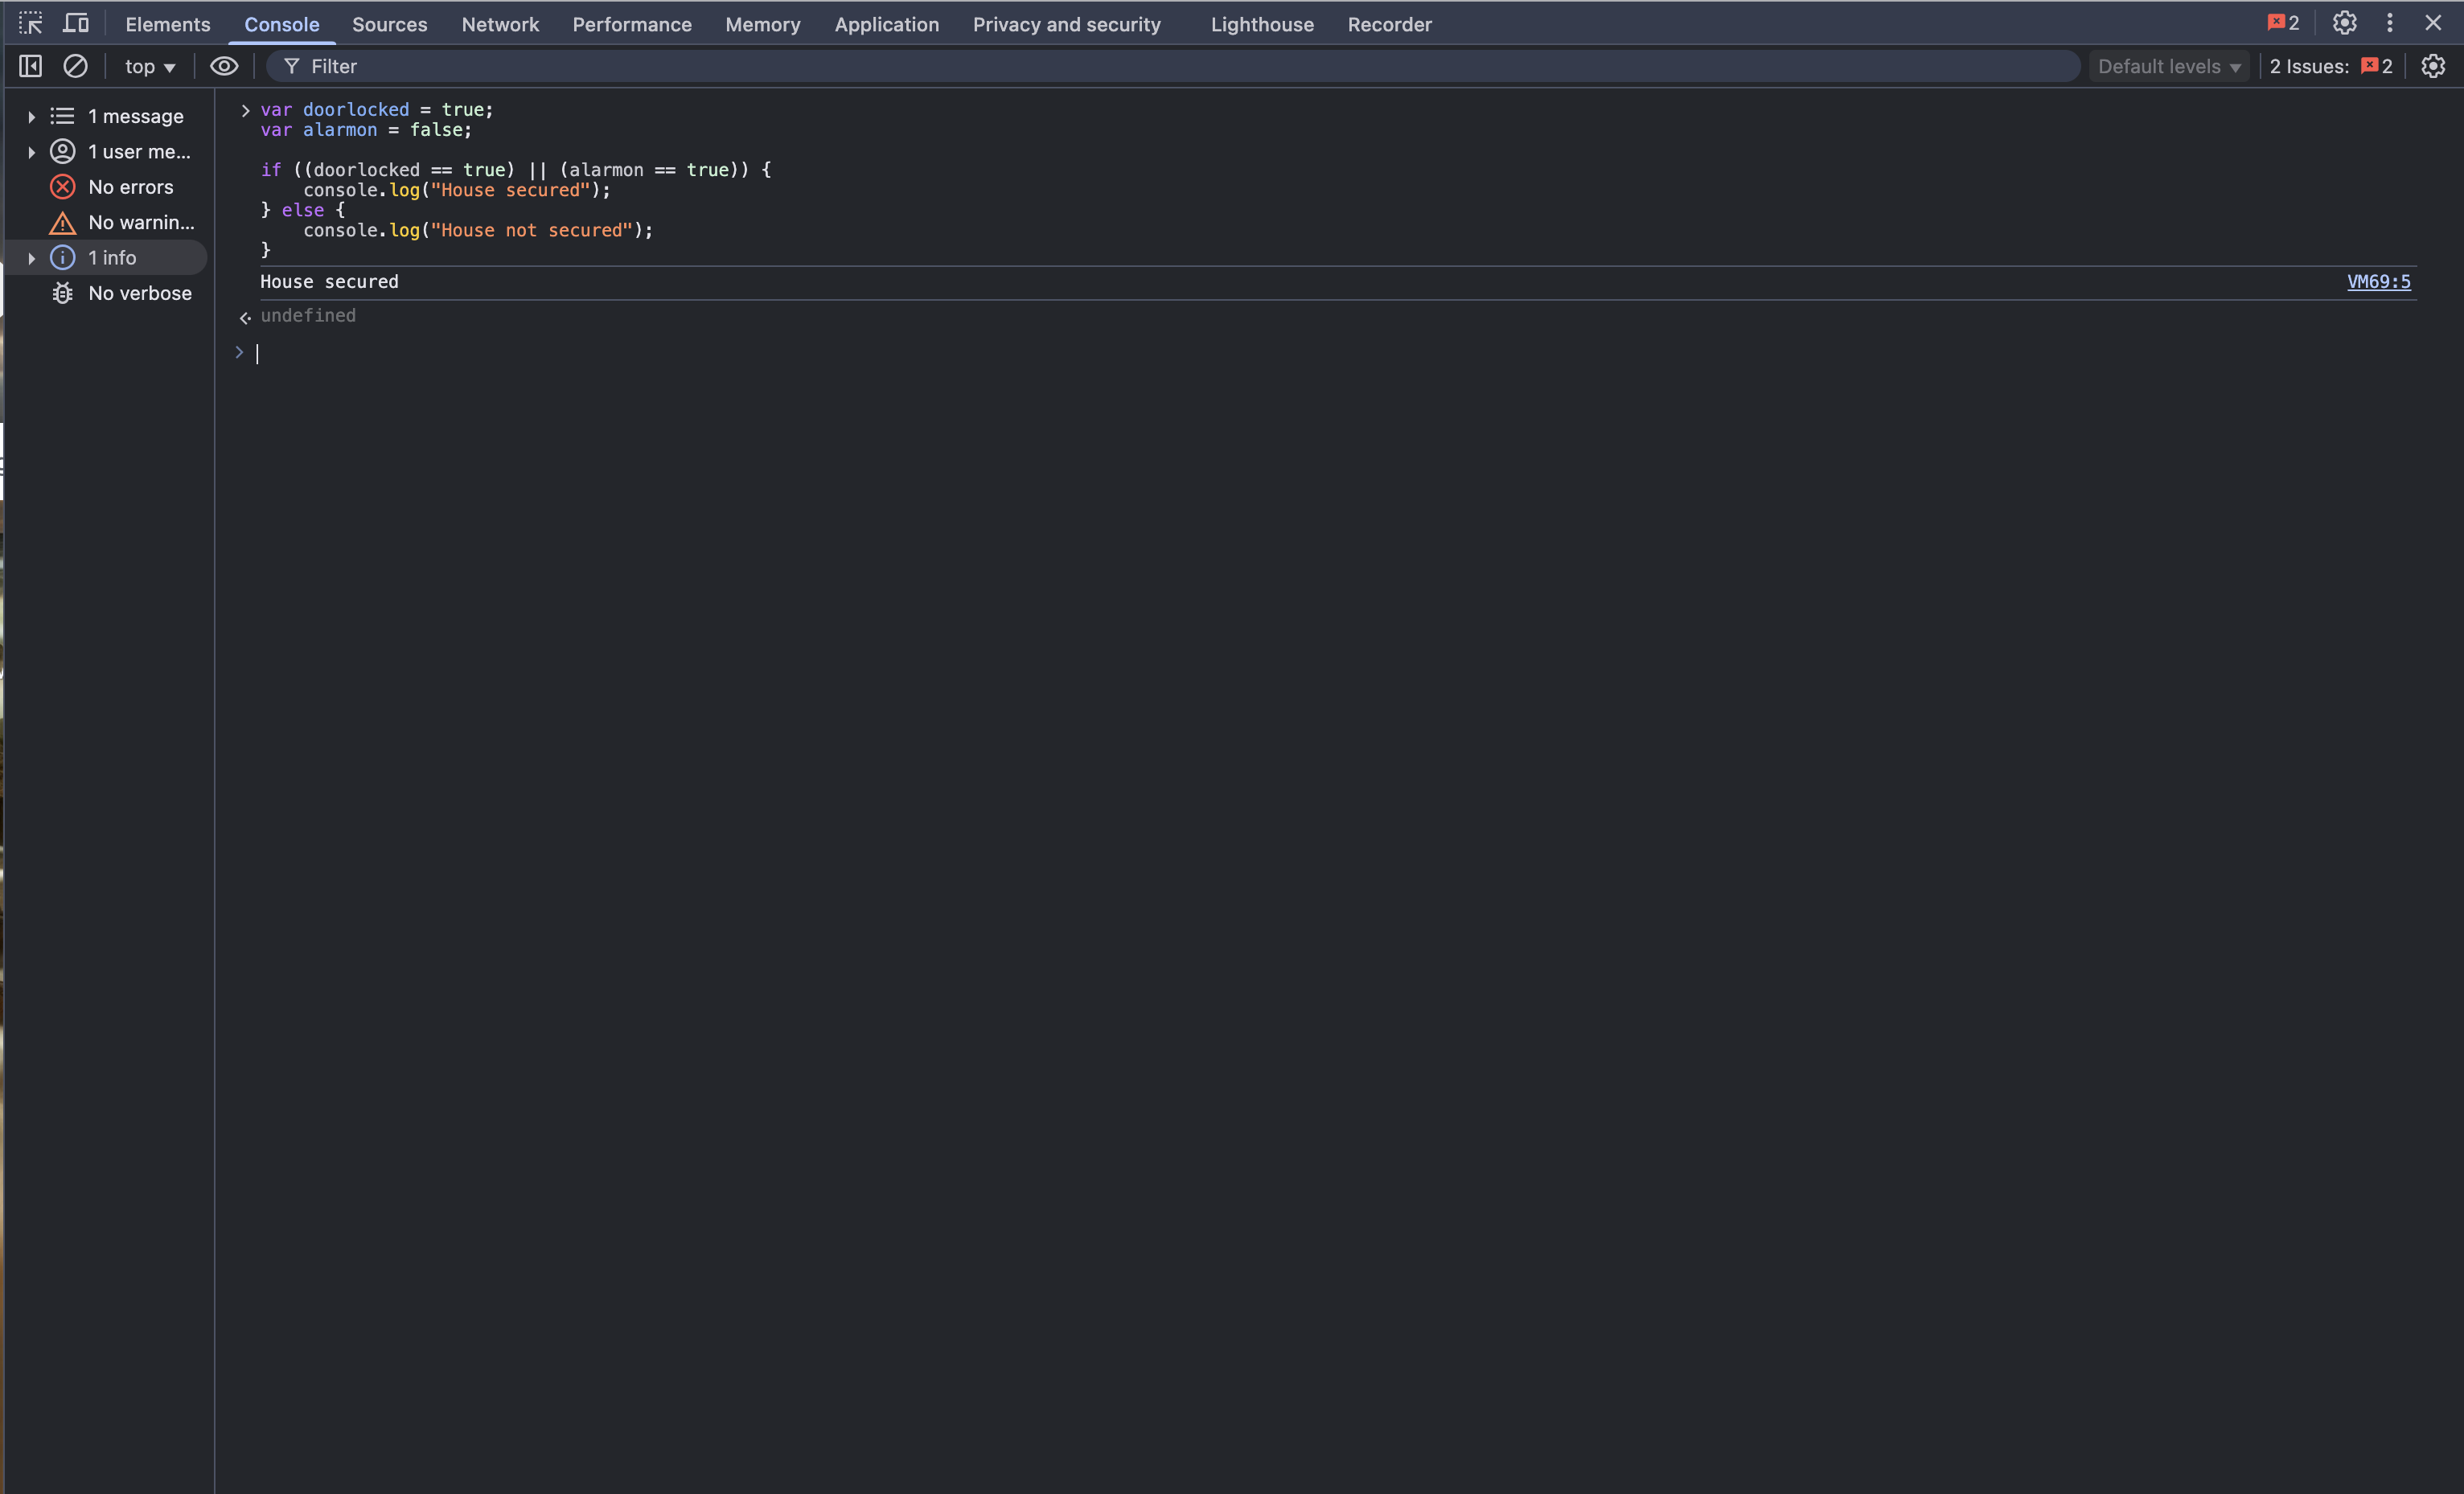 Elements Console Sources Network Performance Memory Application Privacy and security Lighthouse Recorder 2
top Filter Default levels 2 Issues: 2
1 message
1 user me...
No errors
No warnin...
1 info
No verbose
var doorlocked = true;
var alarmon = false;
if ((doorlocked == true) || (alarmon == true)) {
    console.log("House secured");
} else {
    console.log("House not secured");
}
House secured VM69:5
undefined